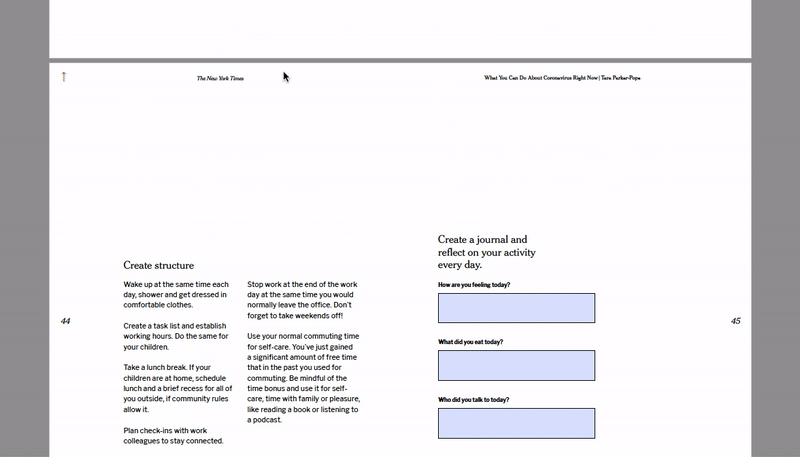 The New York Times
What You Can Do About Coronavirus Right Now | Tara Parker-Pope
Create structure
Wake up at the same time each
day, shower and get dressed in
comfortable clothes.
Create a task list and establish
working hours. Do the same for
your children.
Take a lunch break. If your
children are at home, schedule
lunch and a brief recess for all of
you outside, if community rules
allow it.
Plan check-ins with work
colleagues to stay connected.
Stop work at the end of the work
day at the same time you would
normally leave the office. Don't
forget to take weekends off!
Use your normal commuting time
for self-care. You've just gained
a significant amount of free time
that in the past you used for
commuting. Be mindful of the
time bonus and use it for self-
care, time with family or pleasure,
like reading a book or listening to
a podcast.
44
Create a journal and
reflect on your activity
every day.
How are you feeling today?
What did you eat today?
Who did you talk to today?
45